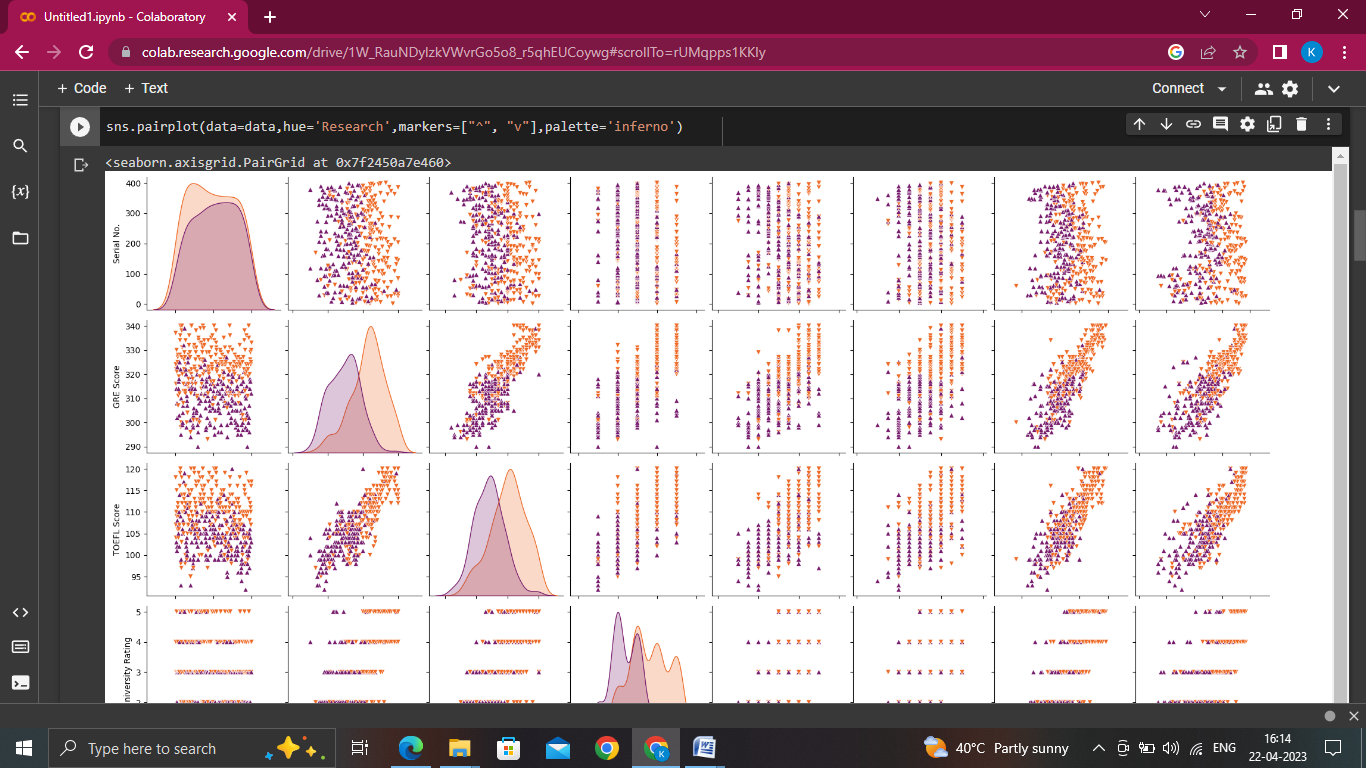 Untitled1.ipynb - Colaboratory
colab.research.google.com/drive/1W_RauNDylzkVWvrGo5o8_r5qhEUCoywg#scrollTo=rUMqpps1KKly
K
+ Code + Text
Connect
sns.pairplot(data=data,hue='Research',markers=["^", "v"],palette='inferno')
{x}
<seaborn.axisgrid.PairGrid at 0x7f2450a7e460>
400
300
200
100
0
Serial No.
340
330
320
310
300
290
GRE Score
120
115
110
105
100
95
TOEFL Score
5
4
3
niversity Rating
Type here to search
40°C Partly sunny
ENG
16:14
22-04-2023